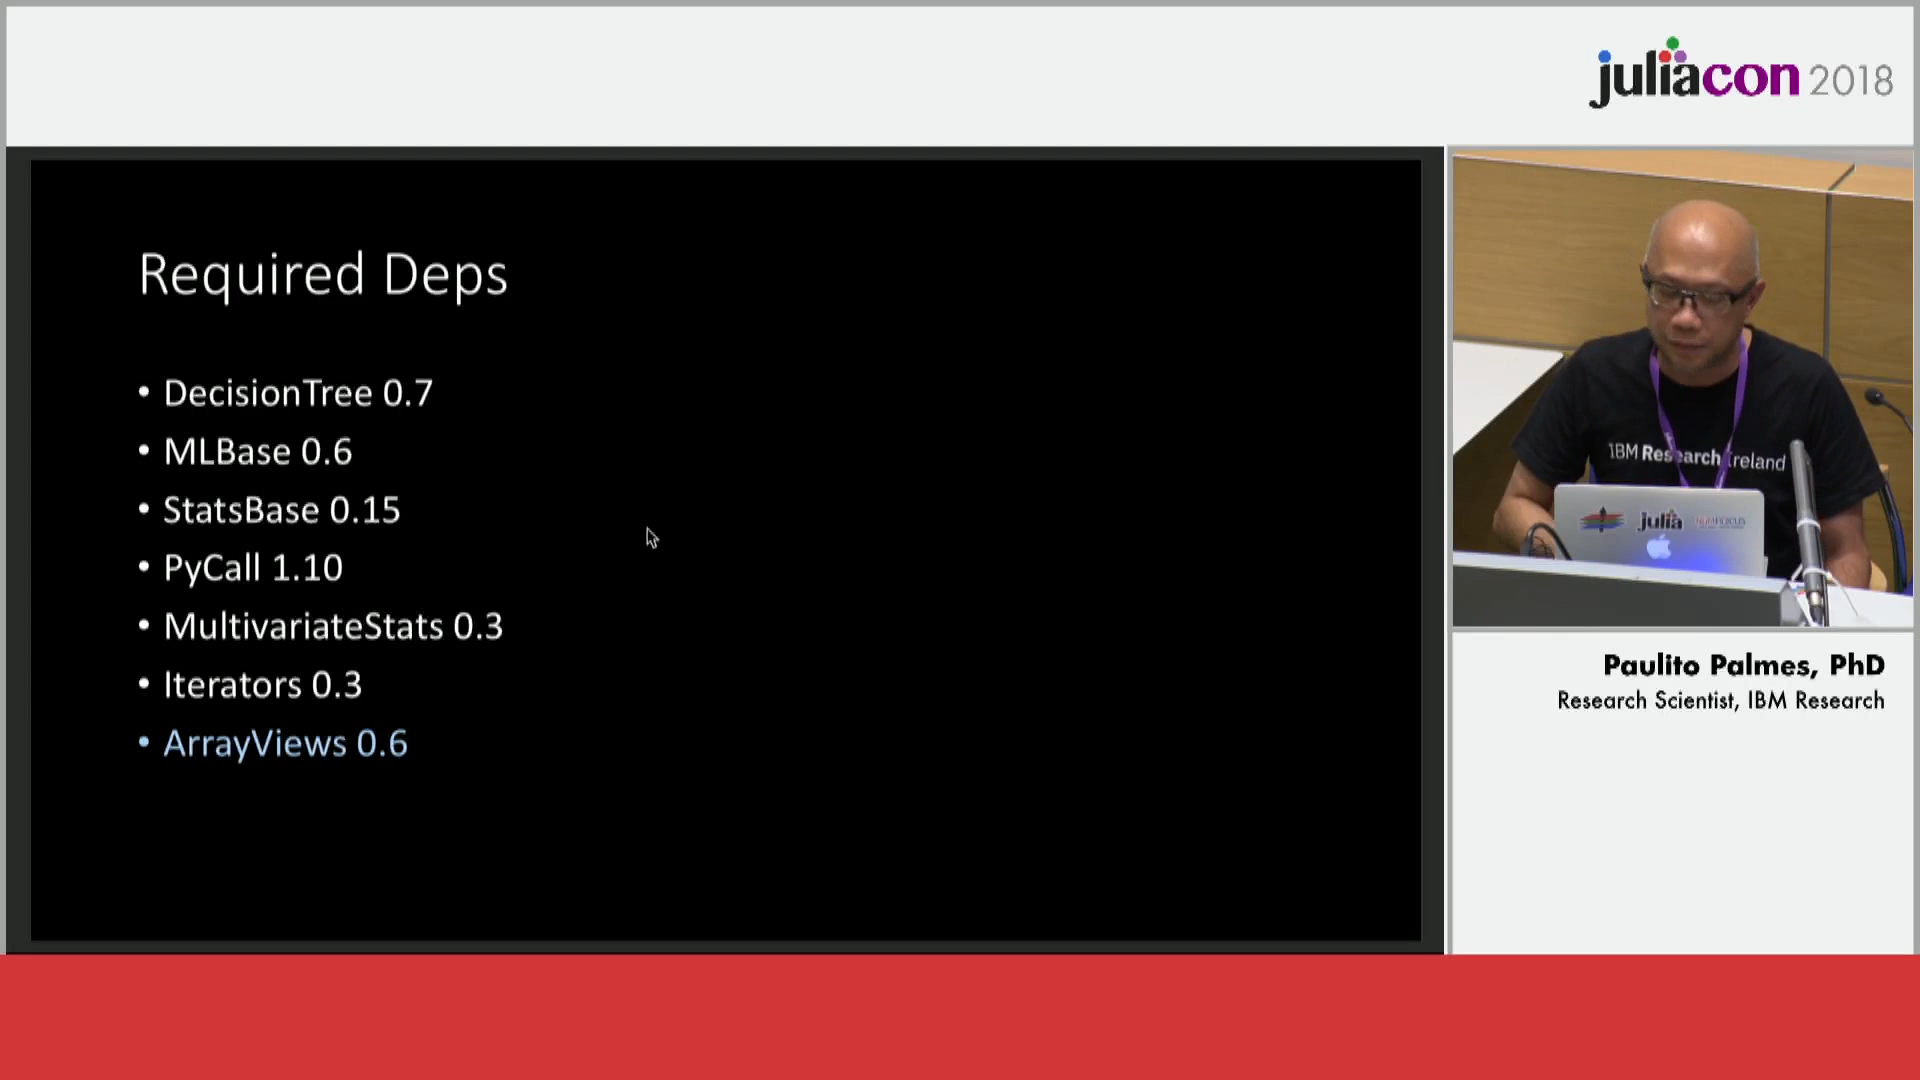 juliacon 2018
Required Deps
• DecisionTree 0.7
• MLBase 0.6
• StatsBase 0.15
• PyCall 1.10
• MultivariateStats 0.3
• Iterators 0.3
• ArrayViews 0.6
IBM Research Ireland
julia
NUMFOCUS
Paulito Palmes, PhD
Research Scientist, IBM Research